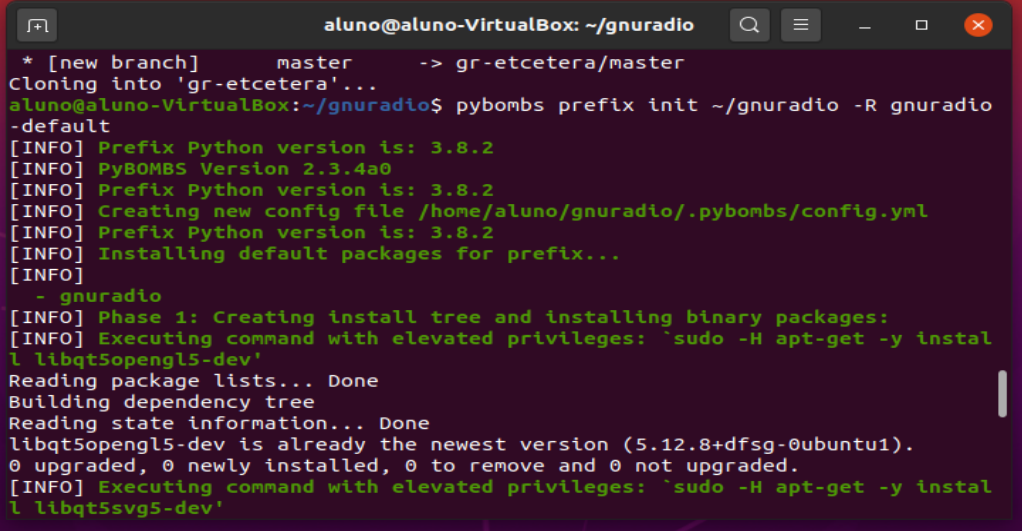 aluno@aluno-VirtualBox: ~/gnuradio
* [new branch]      master     -> gr-etcetera/master
Cloning into 'gr-etcetera'...
aluno@aluno-VirtualBox:~/gnuradio$ pybombs prefix init ~/gnuradio -R gnuradio
-default
[INFO] Prefix Python version is: 3.8.2
[INFO] PyBOMBS Version 2.3.4a0
[INFO] Prefix Python version is: 3.8.2
[INFO] Creating new config file /home/aluno/gnuradio/.pybombs/config.yml
[INFO] Prefix Python version is: 3.8.2
[INFO] Installing default packages for prefix...
[INFO]
  - gnuradio
[INFO] Phase 1: Creating install tree and installing binary packages:
[INFO] Executing command with elevated privileges: `sudo -H apt-get -y instal
l libqt5opengl5-dev'
Reading package lists... Done
Building dependency tree
Reading state information... Done
libqt5opengl5-dev is already the newest version (5.12.8+dfsg-0ubuntu1).
0 upgraded, 0 newly installed, 0 to remove and 0 not upgraded.
[INFO] Executing command with elevated privileges: `sudo -H apt-get -y instal
l libqt5svg5-dev'